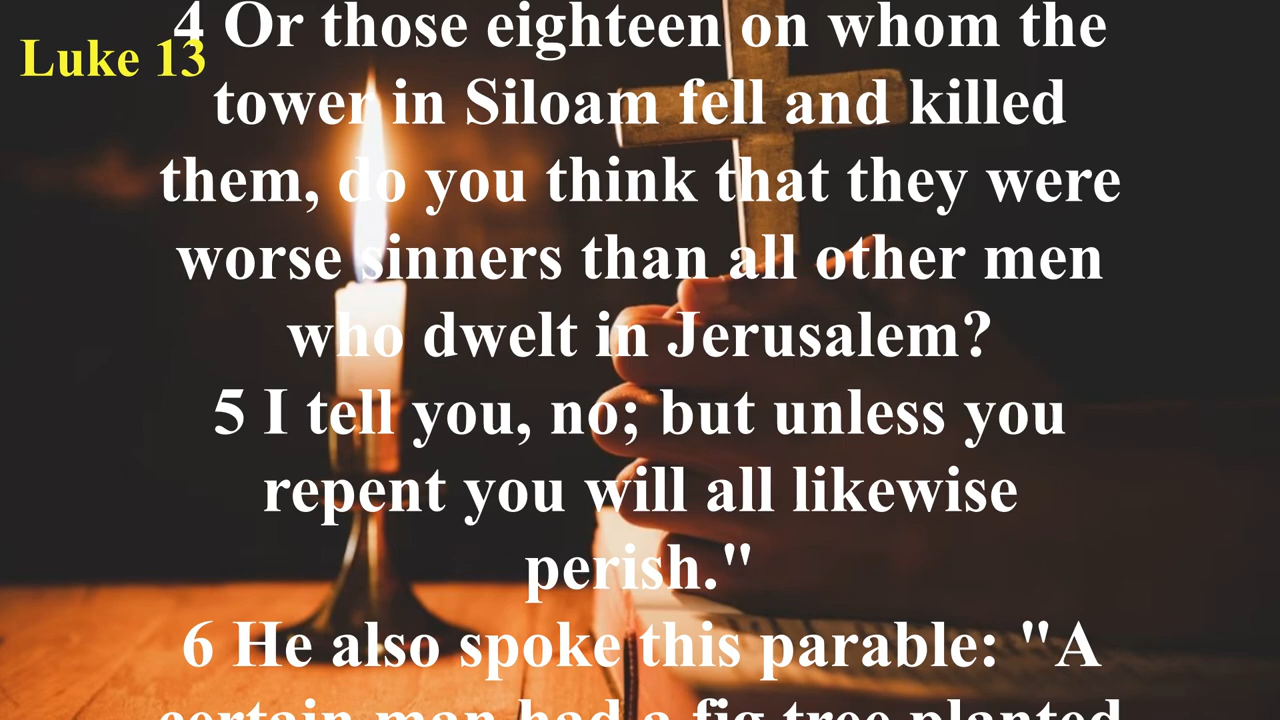 Luke 13
4 Or those eighteen on whom the
tower in Siloam fell and killed
them, do you think that they were
worse sinners than all other men
who dwelt in Jerusalem?
5 I tell you, no; but unless you
repent you will all likewise
perish."
6 He also spoke this parable: "A
certain man had a fig tree planted